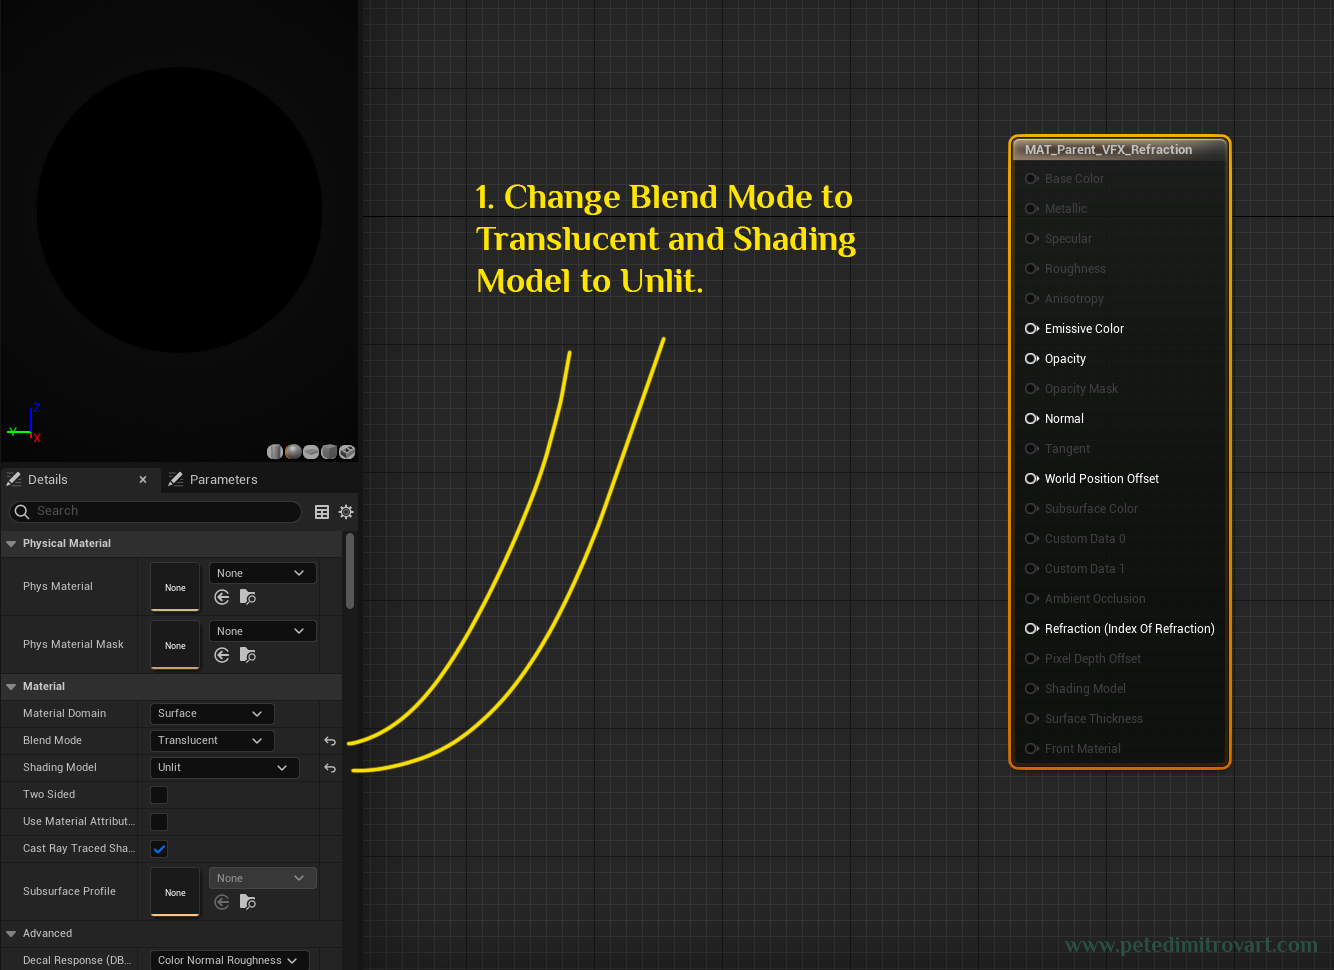 1. Change Blend Mode to
Translucent and Shading
Model to Unlit.
MAT_Parent_VFX_Refraction
Base Color
Metallic
Specular
Roughness
Anisotropy
Emissive Color
Opacity
Opacity Mask
Normal
Tangent
World Position Offset
Subsurface Color
Custom Data 0
Custom Data 1
Ambient Occlusion
Refraction (Index Of Refraction)
Pixel Depth Offset
Shading Model
Surface Thickness
Front Material
Z
Y
X
Details
Parameters
Search
Physical Material
Phys Material None None
Phys Material Mask None None
Material
Material Domain Surface
Blend Mode Translucent
Shading Model Unlit
Two Sided
Use Material Attribut...
Cast Ray Traced Sha...
Subsurface Profile None None
Advanced
Decal Response (DB... Color Normal Roughness
www.petedimitrovart.com